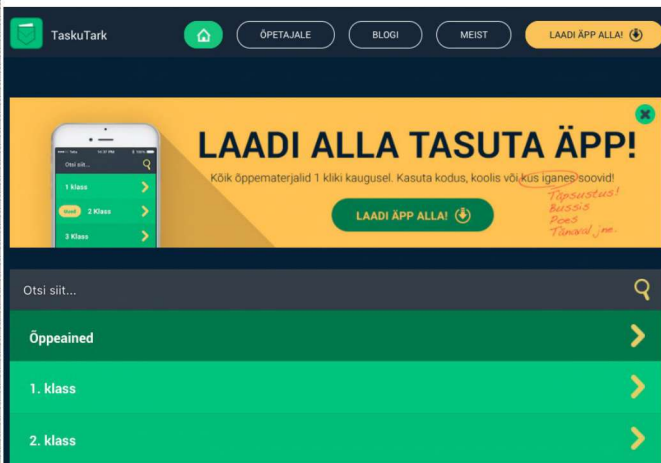 TaskuTark
ÕPETAJALE
BLOGI
MEIST
LAADI ÄPP ALLA!
LAADI ALLA TASUTA ÄPP!
Kõik õppematerjalid 1 kliki kaugusel. Kasuta kodus, koolis või kus iganes soovid!
Täpsustus!
Bussis
Poes
Tänaval jne.
LAADI ÄPP ALLA!
Otsi siit...
1 klass
2 Klass
3 Klass
Otsi siit...
Õppeained
1. klass
2. klass